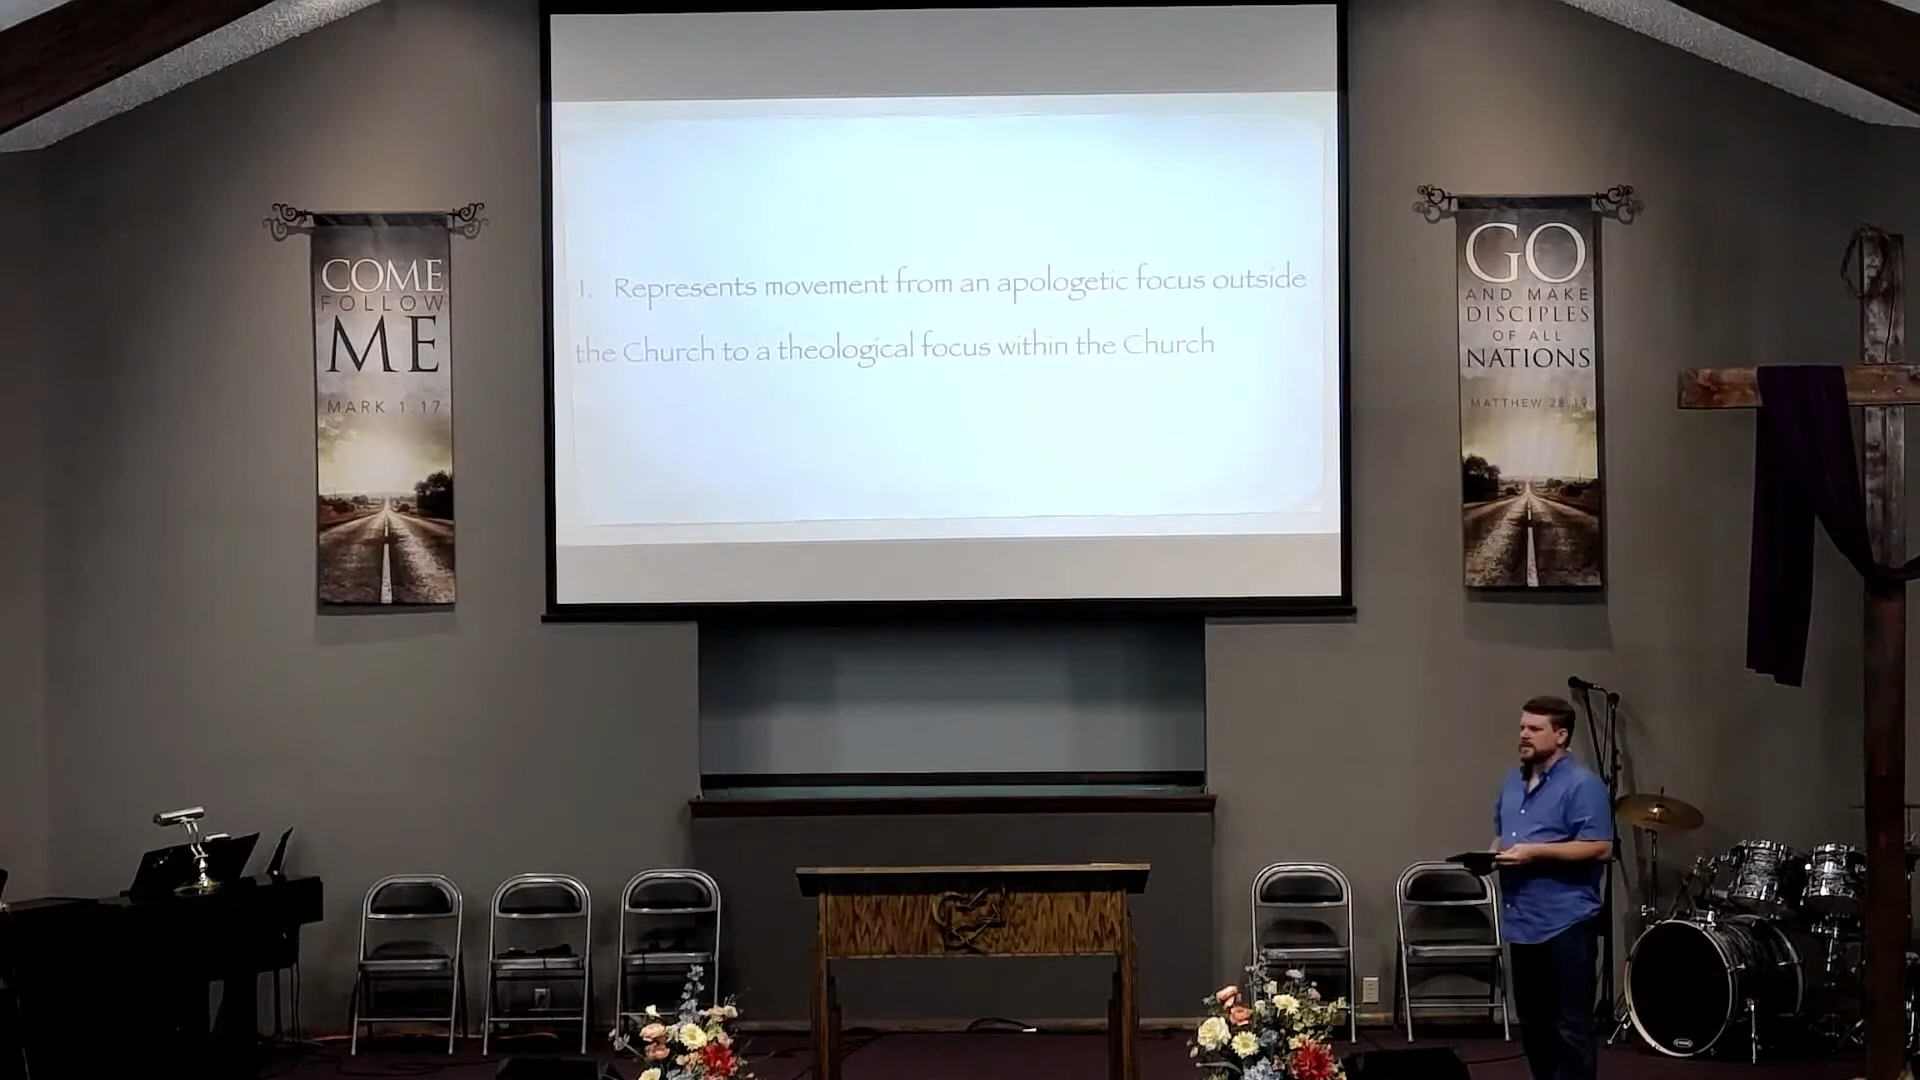 1. Represents movement from an apologetic focus outside
the Church to a theological focus within the Church
COME
FOLLOW
ME
MARK 1:17
GO
AND MAKE
DISCIPLES
OF ALL
NATIONS
MATTHEW 28:19